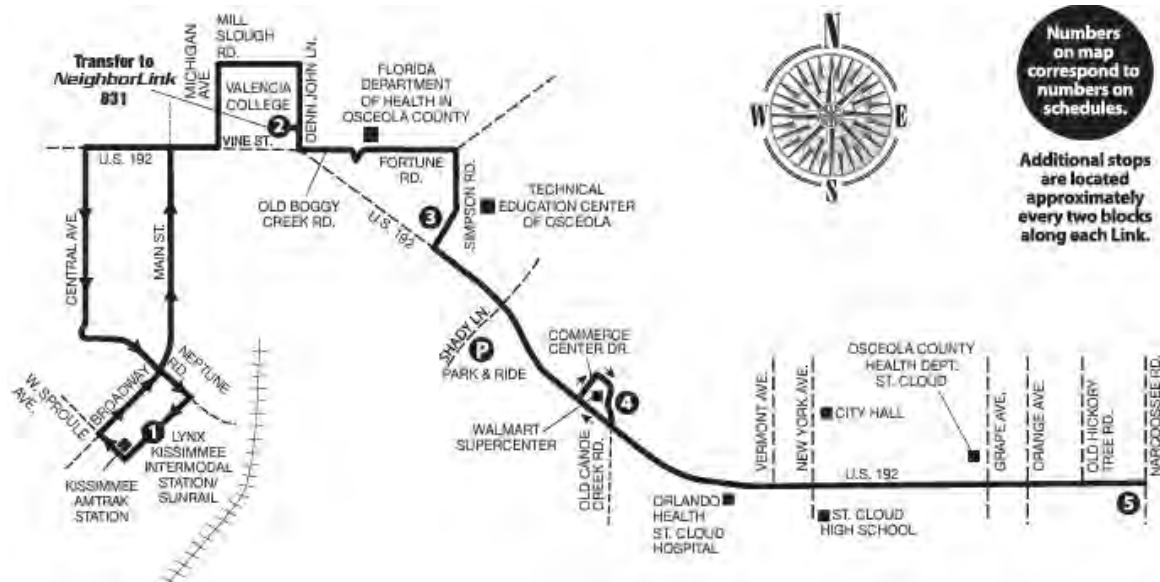 Transfer to
NeighborLink
831
MICHIGAN
AVE.
MILL
SLOUGH
RD.
DENN JOHN LN.
VALENCIA
COLLEGE
2
VINE ST.
U.S. 192
FLORIDA
DEPARTMENT
OF HEALTH IN
OSCEOLA COUNTY
FORTUNE
RD.
OLD BOGGY
CREEK RD.
U.S. 192
3
SIMPSON RD.
TECHNICAL
EDUCATION CENTER
OF OSCEOLA
CENTRAL AVE.
MAIN ST.
W. SPROULE
AVE.
BROADWAY
NEPTUNE
RD.
1
LYNX
KISSIMMEE
INTERMODAL
STATION/
SUNRAIL
KISSIMMEE
AMTRAK
STATION
SHADY LN.
P
PARK & RIDE
COMMERCE
CENTER DR.
4
WALMART
SUPERCENTER
OLD CANOE
CREEK RD.
ORLANDO
HEALTH
ST. CLOUD
HOSPITAL
VERMONT AVE.
NEW YORK AVE.
CITY HALL
OSCEOLA COUNTY
HEALTH DEPT.
ST. CLOUD
U.S. 192
ST. CLOUD
HIGH SCHOOL
GRAPE AVE.
ORANGE AVE.
OLD HICKORY
TREE RD.
NARCOOSSEE RD.
5
N
W
E
S
Numbers
on map
correspond to
numbers on
schedules.
Additional stops
are located
approximately
every two blocks
along each Link.